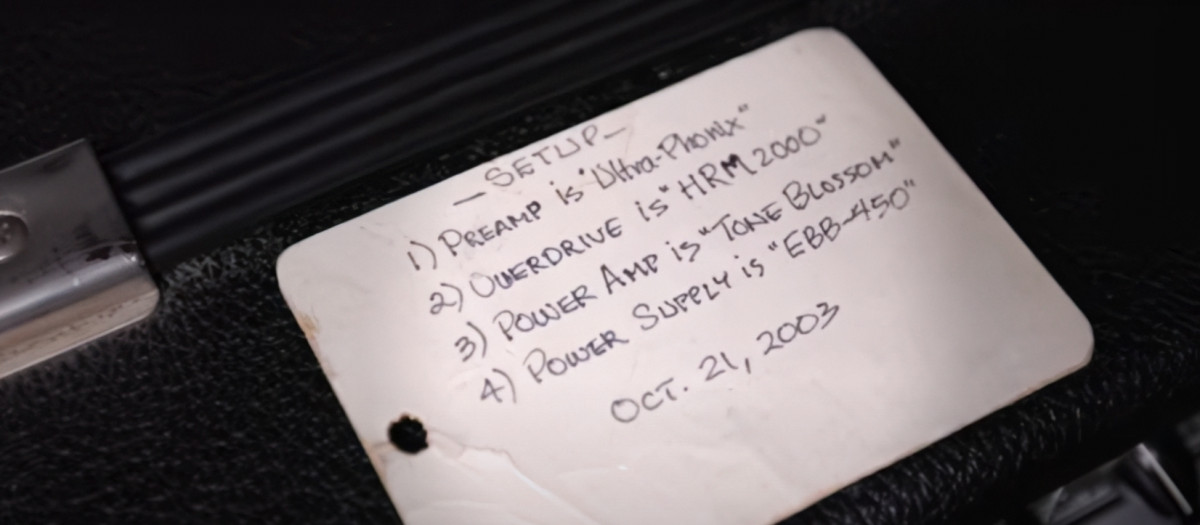 —SETUP—
1) PREAMP is "Ultra-Phonix"
2) OVERDRIVE is "HRM 2000"
3) POWER AMP is "TONE BLOSSOM"
4) POWER SUPPLY is "EBB-450"
OCT. 21, 2003